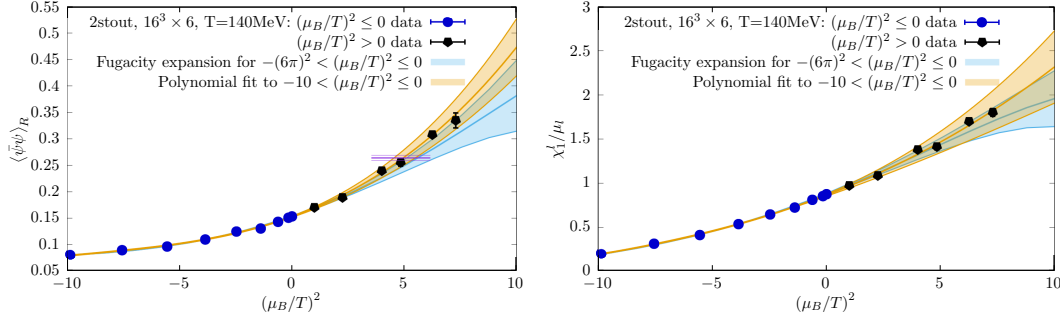 2stout, 16³ × 6, T=140MeV: (μ_B/T)² ≤ 0 data
(μ_B/T)² > 0 data
Fugacity expansion for −(6π)² < (μ_B/T)² ≤ 0
Polynomial fit to −10 < (μ_B/T)² ≤ 0
⟨ψ̄ψ⟩_R
0.55
0.5
0.45
0.4
0.35
0.3
0.25
0.2
0.15
0.1
0.05
−10 −5 0 5 10
(μ_B/T)²
2stout, 16³ × 6, T=140MeV: (μ_B/T)² ≤ 0 data
(μ_B/T)² > 0 data
Fugacity expansion for −(6π)² < (μ_B/T)² ≤ 0
Polynomial fit to −10 < (μ_B/T)² ≤ 0
χ₁ˡ/μ_l
3
2.5
2
1.5
1
0.5
0
−10 −5 0 5 10
(μ_B/T)²